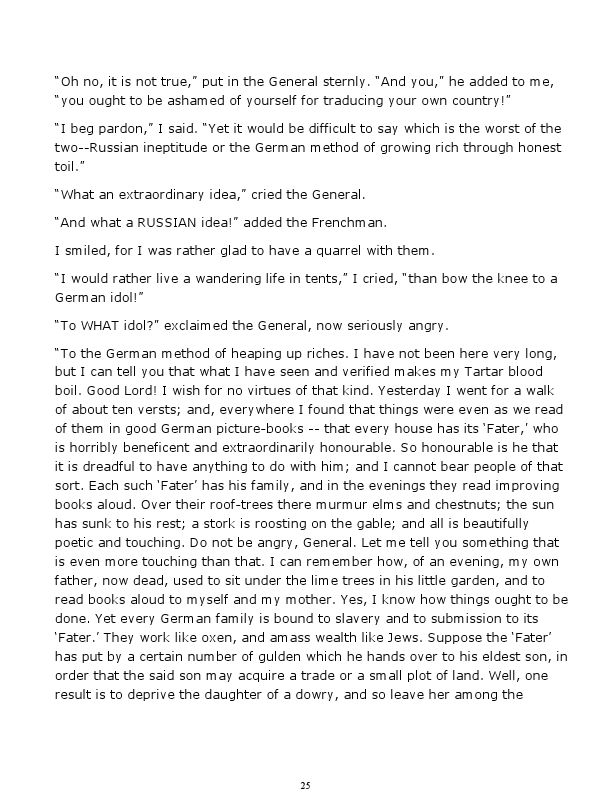 “Oh no, it is not true,” put in the General sternly. “And you,” he added to me,
“you ought to be ashamed of yourself for traducing your own country!”
“I beg pardon,” I said. “Yet it would be difficult to say which is the worst of the
two--Russian ineptitude or the German method of growing rich through honest
toil.”
“What an extraordinary idea,” cried the General.
“And what a RUSSIAN idea!” added the Frenchman.
I smiled, for I was rather glad to have a quarrel with them.
“I would rather live a wandering life in tents,” I cried, “than bow the knee to a
German idol!”
“To WHAT idol?” exclaimed the General, now seriously angry.
“To the German method of heaping up riches. I have not been here very long,
but I can tell you that what I have seen and verified makes my Tartar blood
boil. Good Lord! I wish for no virtues of that kind. Yesterday I went for a walk
of about ten versts; and, everywhere I found that things were even as we read
of them in good German picture-books -- that every house has its ‘Fater,’ who
is horribly beneficent and extraordinarily honourable. So honourable is he that
it is dreadful to have anything to do with him; and I cannot bear people of that
sort. Each such ‘Fater’ has his family, and in the evenings they read improving
books aloud. Over their roof-trees there murmur elms and chestnuts; the sun
has sunk to his rest; a stork is roosting on the gable; and all is beautifully
poetic and touching. Do not be angry, General. Let me tell you something that
is even more touching than that. I can remember how, of an evening, my own
father, now dead, used to sit under the lime trees in his little garden, and to
read books aloud to myself and my mother. Yes, I know how things ought to be
done. Yet every German family is bound to slavery and to submission to its
‘Fater.’ They work like oxen, and amass wealth like Jews. Suppose the ‘Fater’
has put by a certain number of gulden which he hands over to his eldest son, in
order that the said son may acquire a trade or a small plot of land. Well, one
result is to deprive the daughter of a dowry, and so leave her among the
25